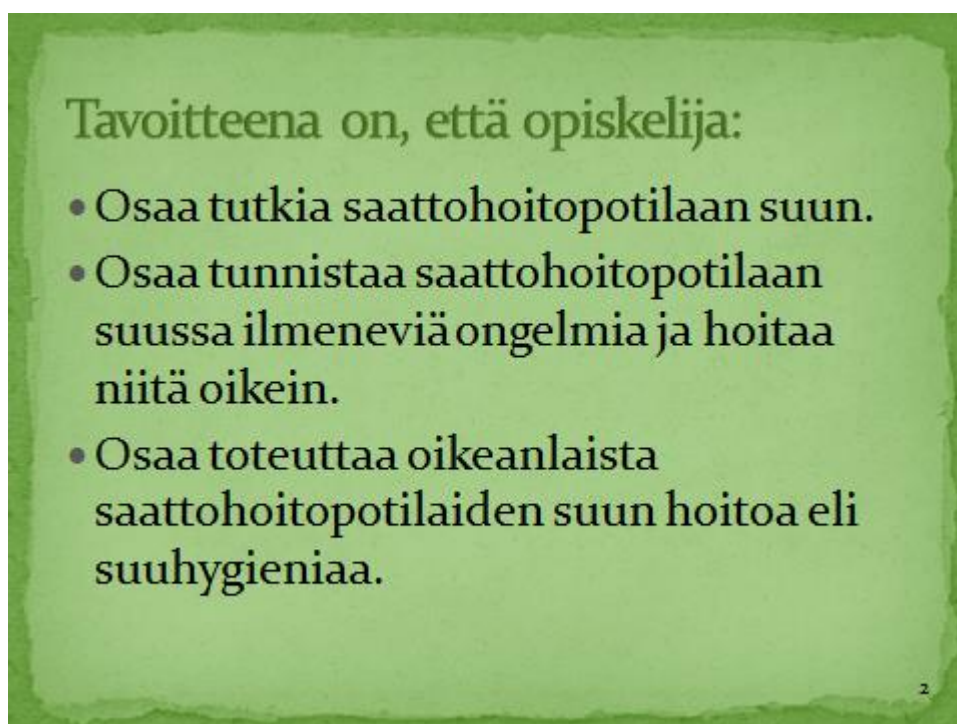 Tavoitteena on, että opiskelija:
• Osaa tutkia saattohoitopotilaan suun.
• Osaa tunnistaa saattohoitopotilaan
suussa ilmeneviä ongelmia ja hoitaa
niitä oikein.
• Osaa toteuttaa oikeanlaista
saattohoitopotilaiden suun hoitoa eli
suuhygieniaa.
2